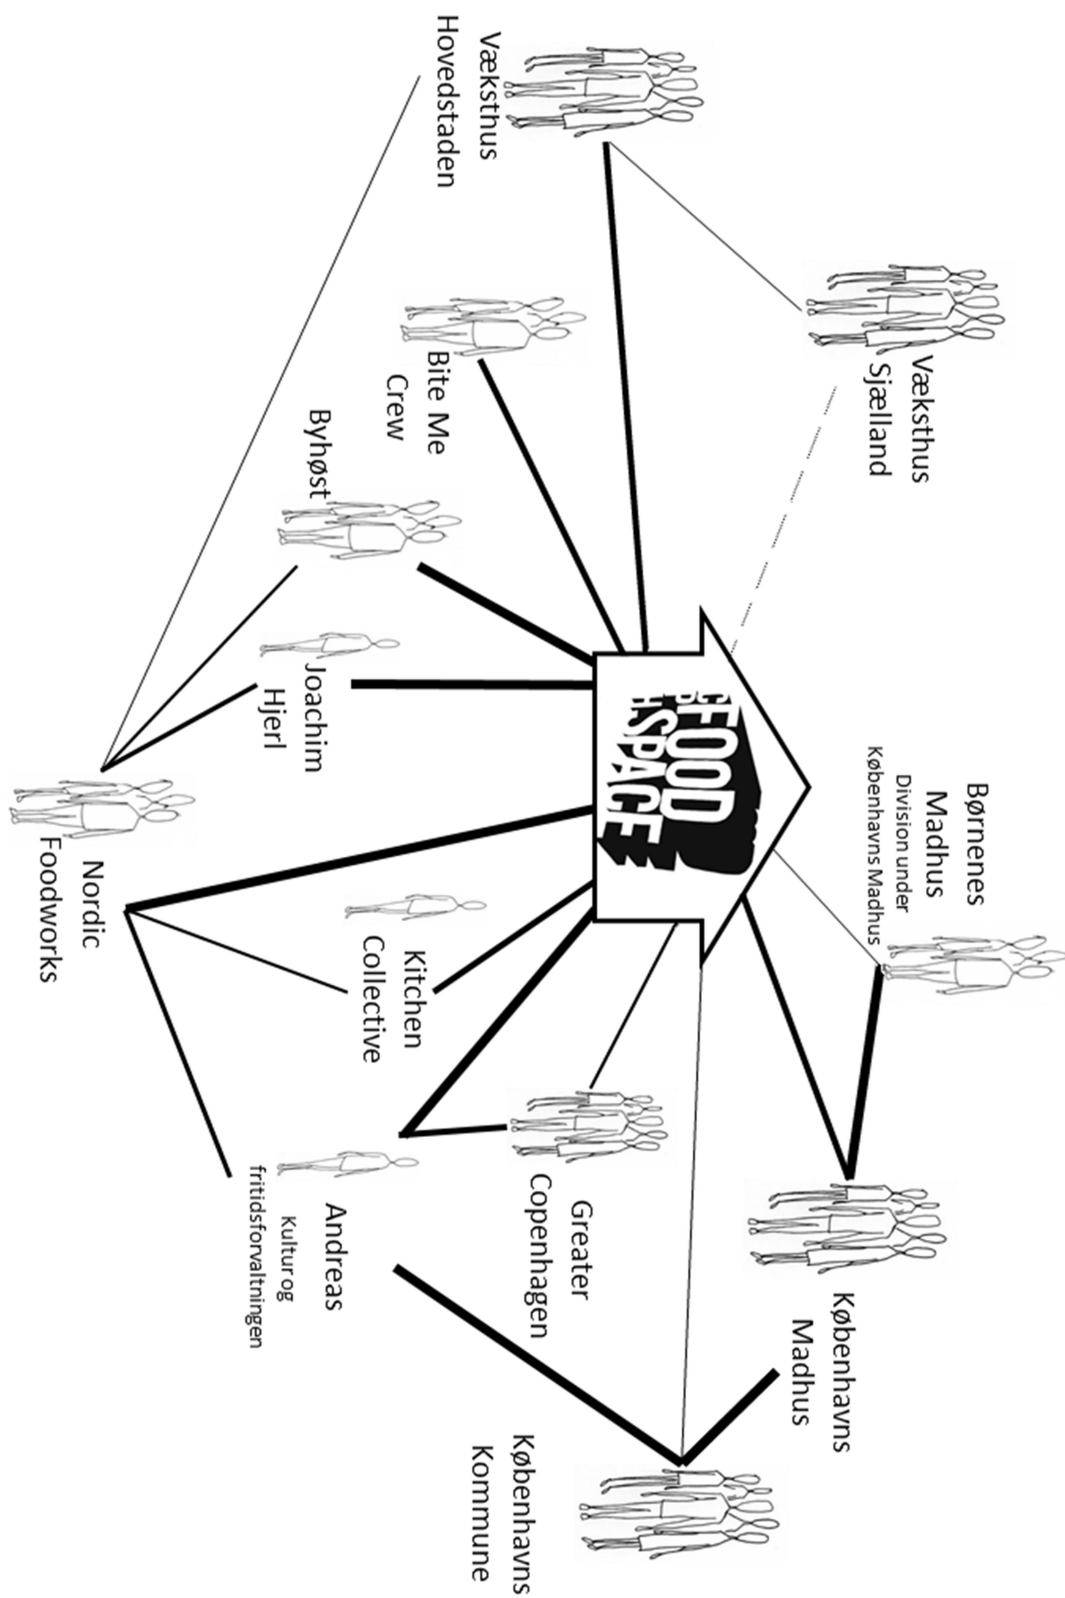 Børnenes
Madhus
Division under
Københavns Madhus
Væksthus
Sjælland
Københavns
Madhus
CPH
FOOD
SPACE
Greater
Copenhagen
Københavns
Kommune
Væksthus
Hovedstaden
Bite Me
Crew
Kitchen
Collective
Andreas
Kultur og
fritidsforvaltningen
Byhøst
Joachim
Hjerl
Nordic
Foodworks